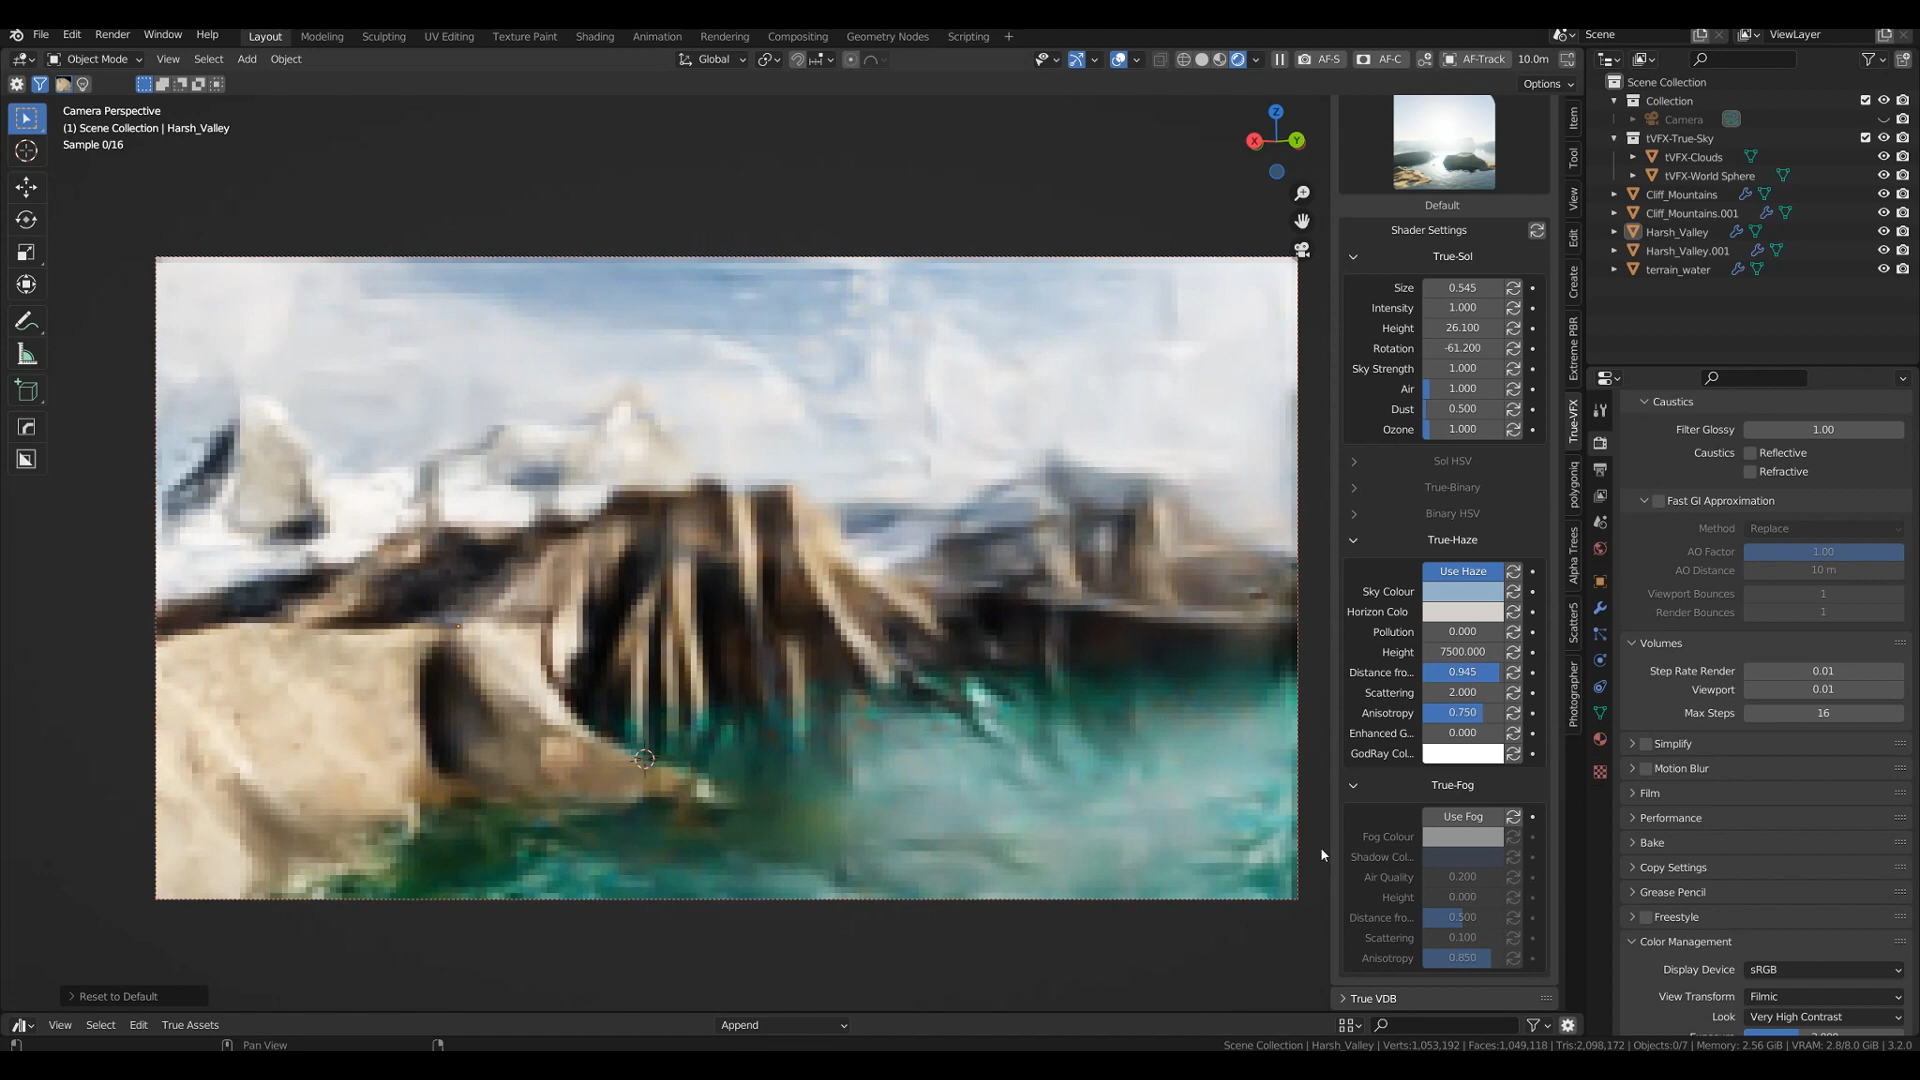 File Edit Render Window Help
Layout Modeling Sculpting UV Editing Texture Paint Shading Animation Rendering Compositing Geometry Nodes Scripting +
Scene
ViewLayer
Object Mode View Select Add Object
Global
AF-S AF-C AF-Track 10.0m
Options
Camera Perspective
(1) Scene Collection | Harsh_Valley
Sample 0/16
Z
X
Y
Default
Shader Settings
True-Sol
Size 0.545
Intensity 1.000
Height 26.100
Rotation -61.200
Sky Strength 1.000
Air 1.000
Dust 0.500
Ozone 1.000
Sol HSV
True-Binary
Binary HSV
True-Haze
Use Haze
Sky Colour
Horizon Colo
Pollution 0.000
Height 7500.000
Distance fro... 0.945
Scattering 2.000
Anisotropy 0.750
Enhanced G... 0.000
GodRay Col...
True-Fog
Use Fog
Fog Colour
Shadow Col...
Air Quality 0.200
Height 0.000
Distance fro... 0.500
Scattering 0.100
Anisotropy 0.850
True VDB
Item
Tool
View
Edit
Create
Extreme PBR
True-VFX
polygoniq
Alpha Trees
Scatter5
Photographer
Scene Collection
Collection
Camera
tVFX-True-Sky
tVFX-Clouds
tVFX-World Sphere
Cliff_Mountains
Cliff_Mountains.001
Harsh_Valley
Harsh_Valley.001
terrain_water
Caustics
Filter Glossy 1.00
Caustics Reflective
Refractive
Fast GI Approximation
Method Replace
AO Factor 1.00
AO Distance 10 m
Viewport Bounces 1
Render Bounces 1
Volumes
Step Rate Render 0.01
Viewport 0.01
Max Steps 16
Simplify
Motion Blur
Film
Performance
Bake
Copy Settings
Grease Pencil
Freestyle
Color Management
Display Device sRGB
View Transform Filmic
Look Very High Contrast
Reset to Default
View Select Edit True Assets
Append
Pan View
Scene Collection | Harsh_Valley | Verts:1,053,192 | Faces:1,049,118 | Tris:2,098,172 | Objects:0/7 | Memory: 2.56 GiB | VRAM: 2.8/8.0 GiB | 3.2.0